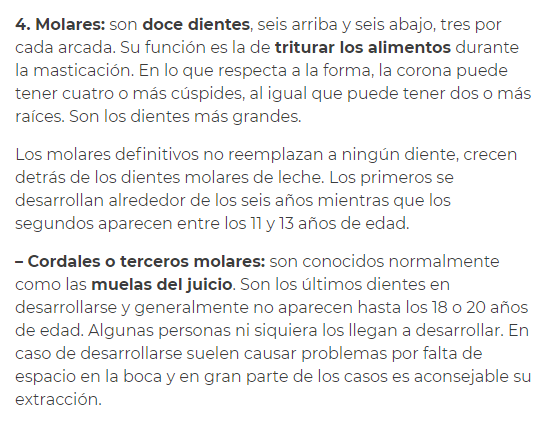 4. Molares: son doce dientes, seis arriba y seis abajo, tres por
cada arcada. Su función es la de triturar los alimentos durante
la masticación. En lo que respecta a la forma, la corona puede
tener cuatro o más cúspides, al igual que puede tener dos o más
raíces. Son los dientes más grandes.
Los molares definitivos no reemplazan a ningún diente, crecen
detrás de los dientes molares de leche. Los primeros se
desarrollan alrededor de los seis años mientras que los
segundos aparecen entre los 11 y 13 años de edad.
– Cordales o terceros molares: son conocidos normalmente
como las muelas del juicio. Son los últimos dientes en
desarrollarse y generalmente no aparecen hasta los 18 o 20 años
de edad. Algunas personas ni siquiera los llegan a desarrollar. En
caso de desarrollarse suelen causar problemas por falta de
espacio en la boca y en gran parte de los casos es aconsejable su
extracción.